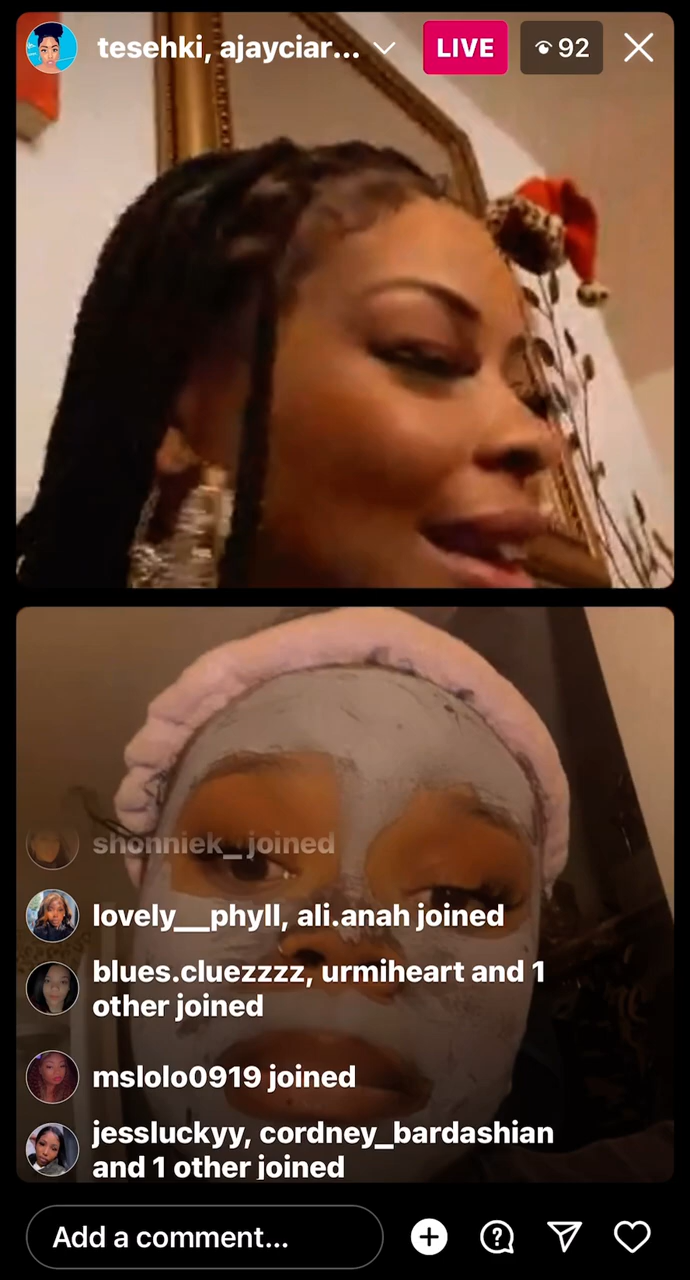 tesehki, ajayciar...
LIVE
92
shonniek_ joined
lovely__phyll, ali.anah joined
blues.cluezzzz, urmiheart and 1
other joined
mslolo0919 joined
jessluckyy, cordney_bardashian
and 1 other joined
Add a comment...